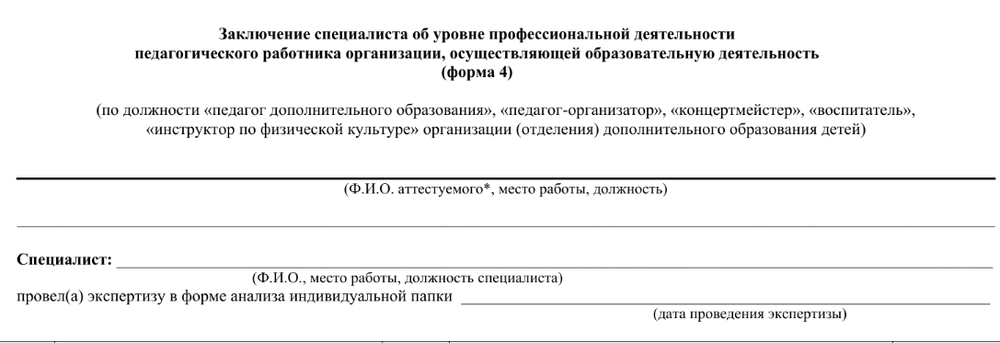 Заключение специалиста об уровне профессиональной деятельности
педагогического работника организации, осуществляющей образовательную деятельность
(форма 4)
(по должности «педагог дополнительного образования», «педагог-организатор», «концертмейстер», «воспитатель»,
«инструктор по физической культуре» организации (отделения) дополнительного образования детей)
(Ф.И.О. аттестуемого*, место работы, должность)
Специалист:
(Ф.И.О., место работы, должность специалиста)
провел(а) экспертизу в форме анализа индивидуальной папки
(дата проведения экспертизы)